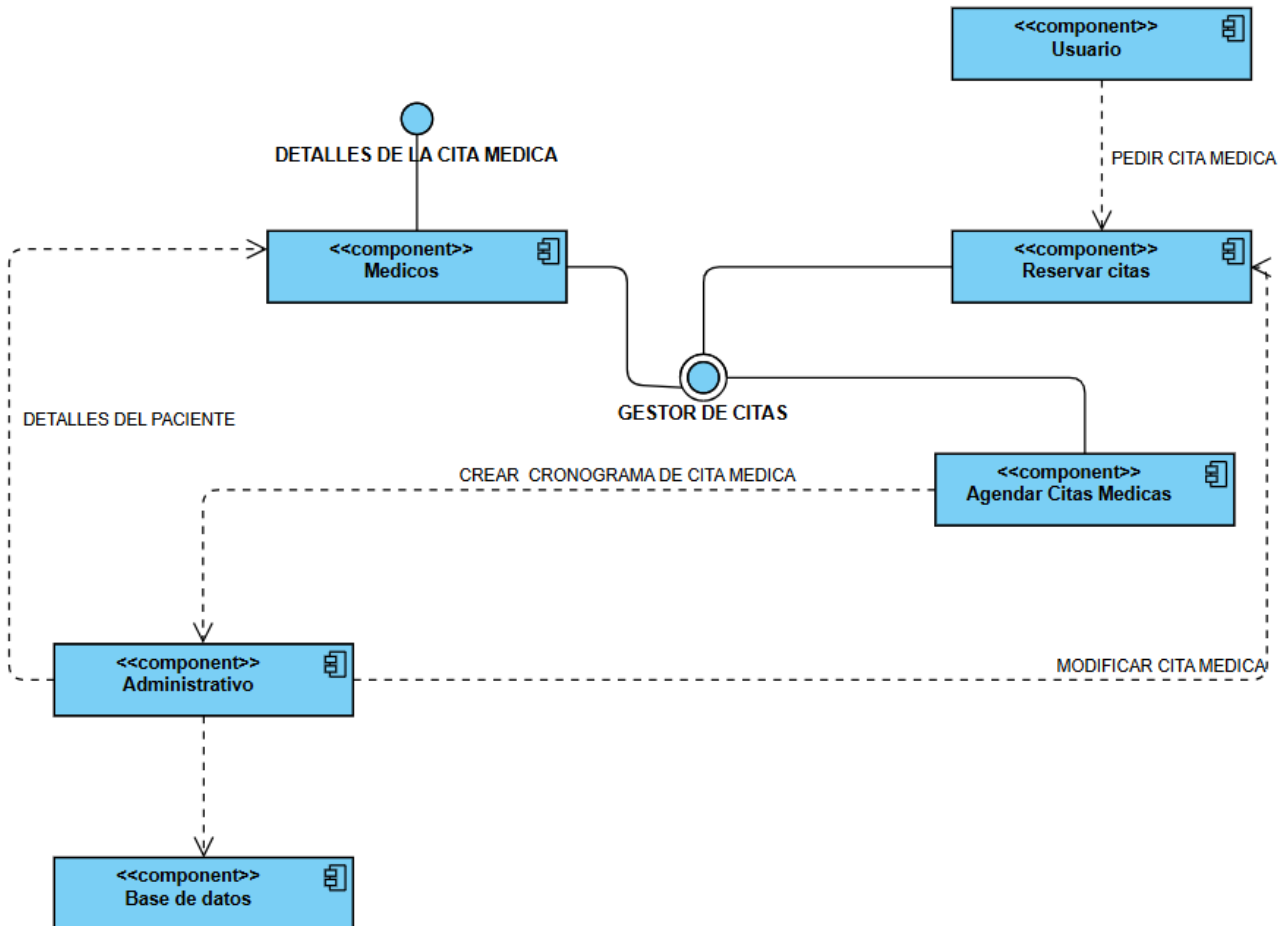 <<component>>
Usuario
DETALLES DE LA CITA MEDICA
PEDIR CITA MEDICA
<<component>>
Medicos
<<component>>
Reservar citas
GESTOR DE CITAS
DETALLES DEL PACIENTE
CREAR CRONOGRAMA DE CITA MEDICA
<<component>>
Agendar Citas Medicas
<<component>>
Administrativo
MODIFICAR CITA MEDICA
<<component>>
Base de datos